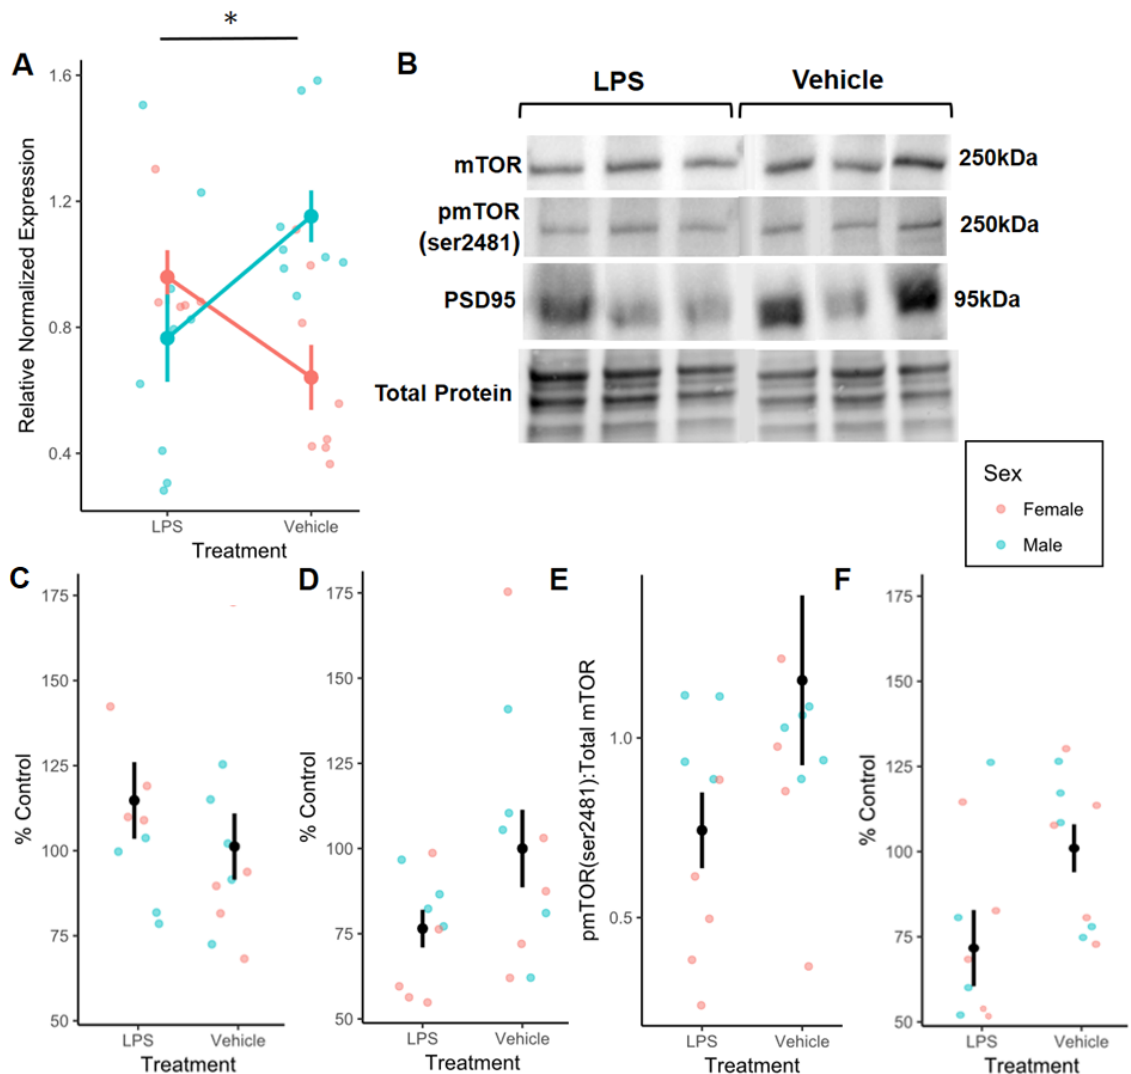 *
A
Relative Normalized Expression
1.6
1.2
0.8
0.4
LPS
Vehicle
Treatment
B
LPS
Vehicle
mTOR
250kDa
pmTOR
(ser2481)
250kDa
PSD95
95kDa
Total Protein
Sex
Female
Male
C
% Control
175
150
125
100
75
50
LPS
Vehicle
Treatment
D
% Control
175
150
125
100
75
50
LPS
Vehicle
Treatment
E
pmTOR(ser2481):Total mTOR
1.0
0.5
LPS
Vehicle
Treatment
F
% Control
175
150
125
100
75
50
LPS
Vehicle
Treatment